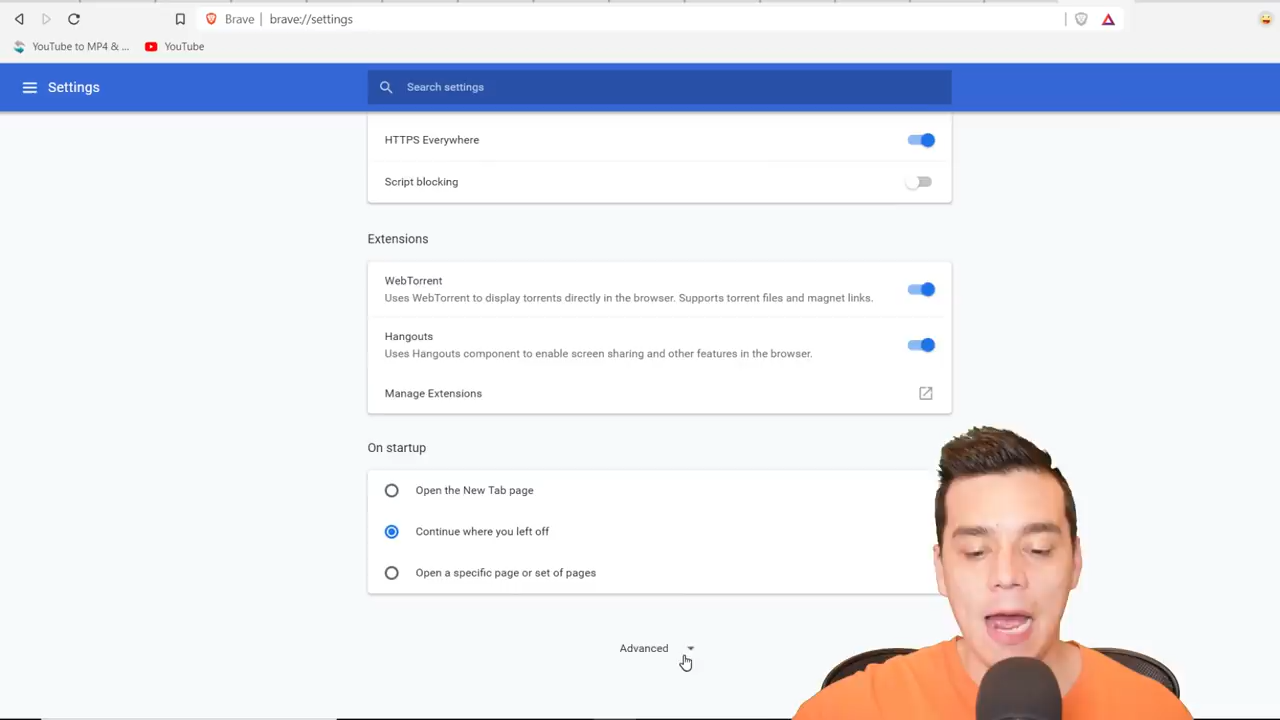 Brave | brave://settings
YouTube to MP4 & ...
YouTube
Settings
Search settings
HTTPS Everywhere
Script blocking
Extensions
WebTorrent
Uses WebTorrent to display torrents directly in the browser. Supports torrent files and magnet links.
Hangouts
Uses Hangouts component to enable screen sharing and other features in the browser.
Manage Extensions
On startup
Open the New Tab page
Continue where you left off
Open a specific page or set of pages
Advanced